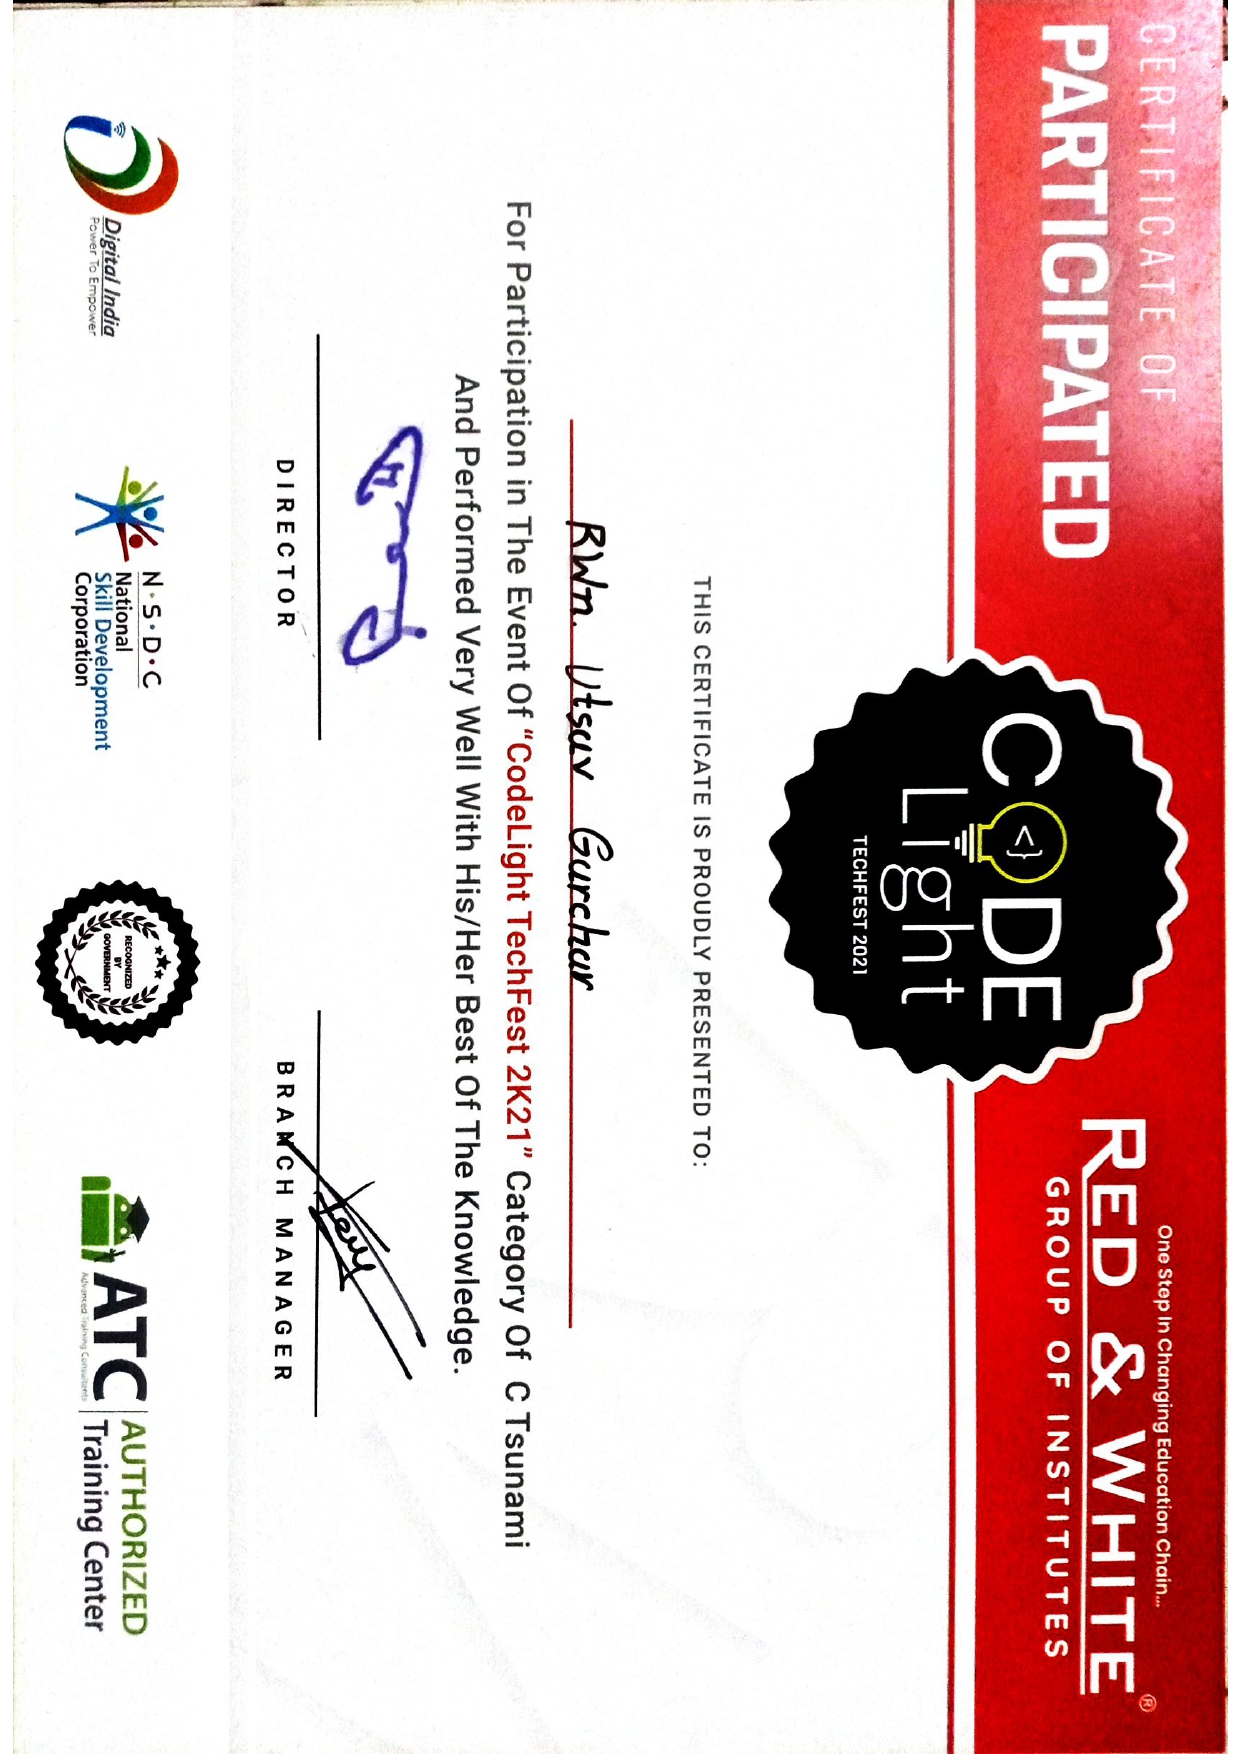 CERTIFICATE OF
PARTICIPATED
CODE
<}
Light
TECHFEST 2021
One Step In Changing Education Chain...
RED & WHITE®
GROUP OF INSTITUTES
THIS CERTIFICATE IS PROUDLY PRESENTED TO:
RWn. Utsav Gurchar
For Participation in The Event Of “CodeLight TechFest 2K21” Category Of C Tsunami
And Performed Very Well With His/Her Best Of The Knowledge.
DIRECTOR
BRANCH MANAGER
Digital India
Power To Empower
N·S·D·C
National
Skill Development
Corporation
RECOGNIZED
BY
GOVERNMENT
ATC
Advanced Training Consultants
AUTHORIZED
Training Center